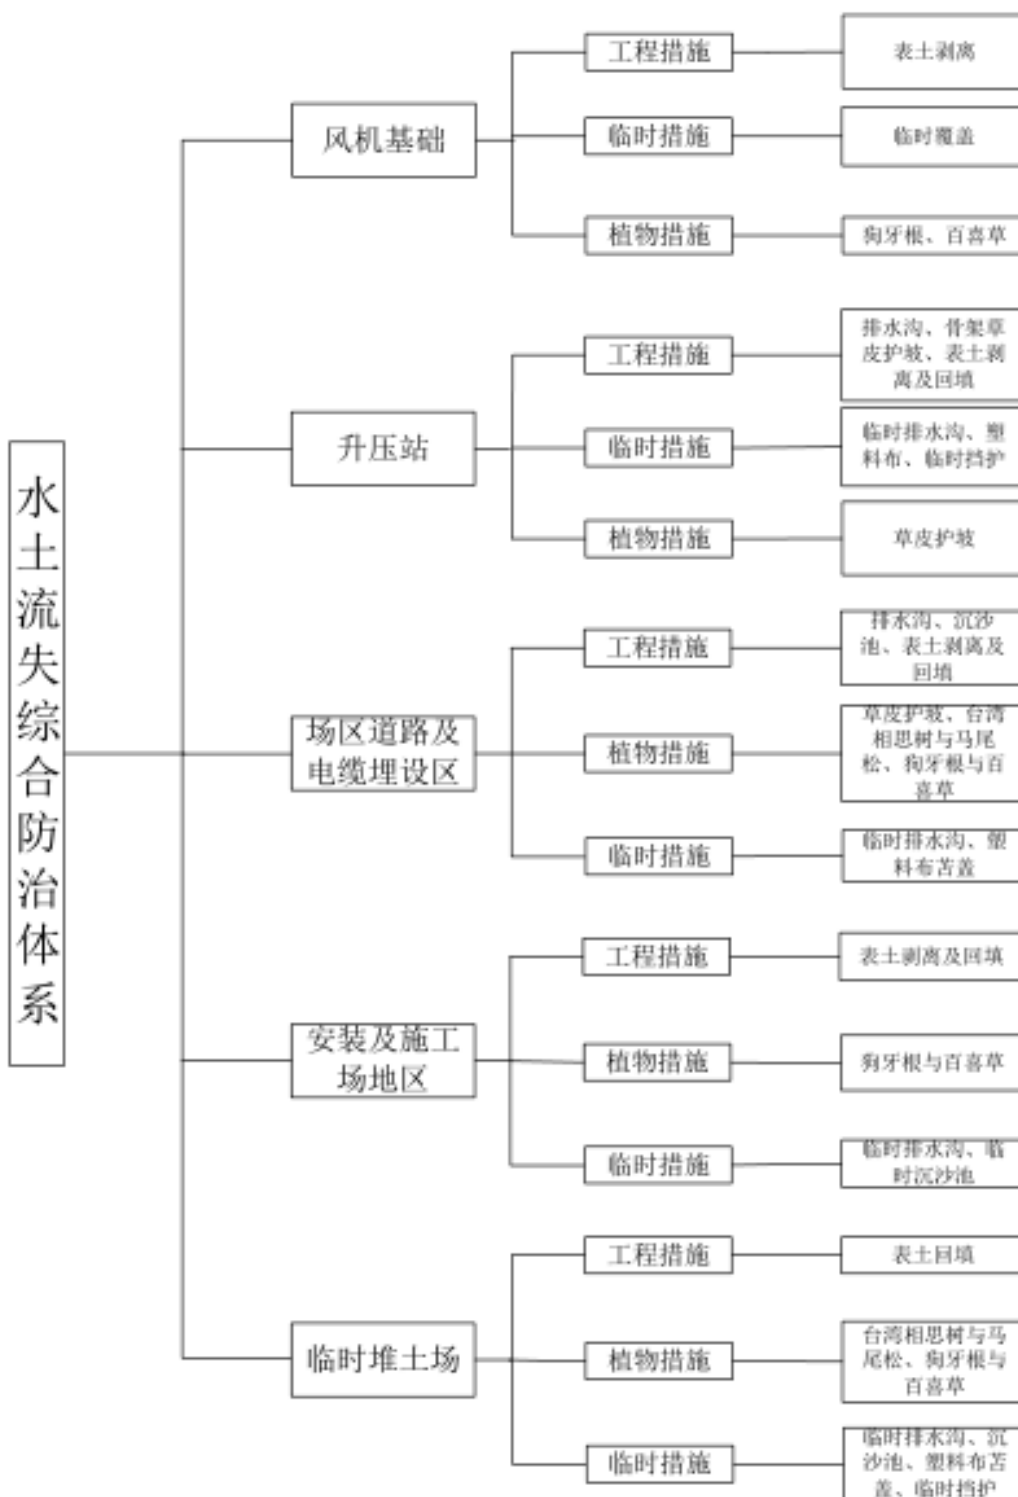 水土流失综合防治体系
风机基础
工程措施
表土剥离
临时措施
临时覆盖
植物措施
狗牙根、百喜草
升压站
工程措施
排水沟、骨架草
皮护坡、表土剥
离及回填
临时措施
临时排水沟、塑
料布、临时挡护
植物措施
草皮护坡
场区道路及
电缆埋设区
工程措施
排水沟、沉沙
池、表土剥离及
回填
植物措施
草皮护坡、台湾
相思树与马尾
松、狗牙根与百
喜草
临时措施
临时排水沟、塑
料布苫盖
安装及施工
场地区
工程措施
表土剥离及回填
植物措施
狗牙根与百喜草
临时措施
临时排水沟、临
时沉沙池
临时堆土场
工程措施
表土回填
植物措施
台湾相思树与马
尾松、狗牙根与
百喜草
临时措施
临时排水沟、沉
沙池、塑料布苫
盖、临时挡护